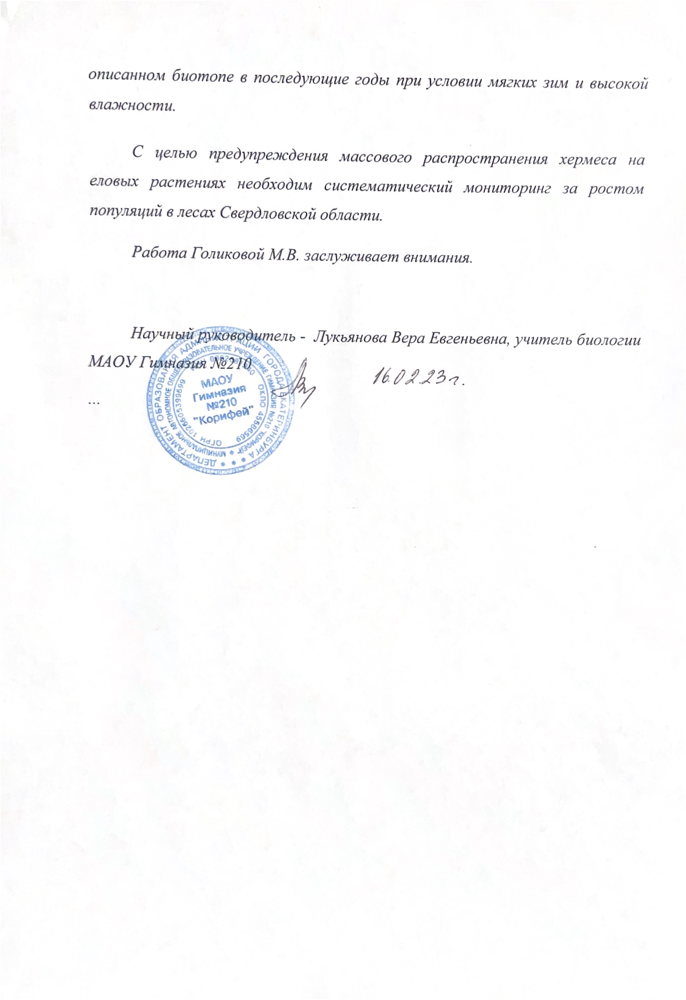 описанном биотопе в последующие годы при условии мягких зим и высокой
влажности.
С целью предупреждения массового распространения хермеса на
еловых растениях необходим систематический мониторинг за ростом
популяций в лесах Свердловской области.
Работа Голиковой М.В. заслуживает внимания.
Научный руководитель - Лукьянова Вера Евгеньевна, учитель биологии
МАОУ Гимназия №210
16.02.23 г.
...
ДЕПАРТАМЕНТ ОБРАЗОВАНИЯ АДМИНИСТРАЦИИ ГОРОДА ЕКАТЕРИНБУРГА
МУНИЦИПАЛЬНОЕ АВТОНОМНОЕ ОБЩЕОБРАЗОВАТЕЛЬНОЕ УЧРЕЖДЕНИЕ ГИМНАЗИЯ №210 "КОРИФЕЙ"
ОГРН 1026605399699
ОКПО 45586569
МАОУ
Гимназия
№210
"Корифей"